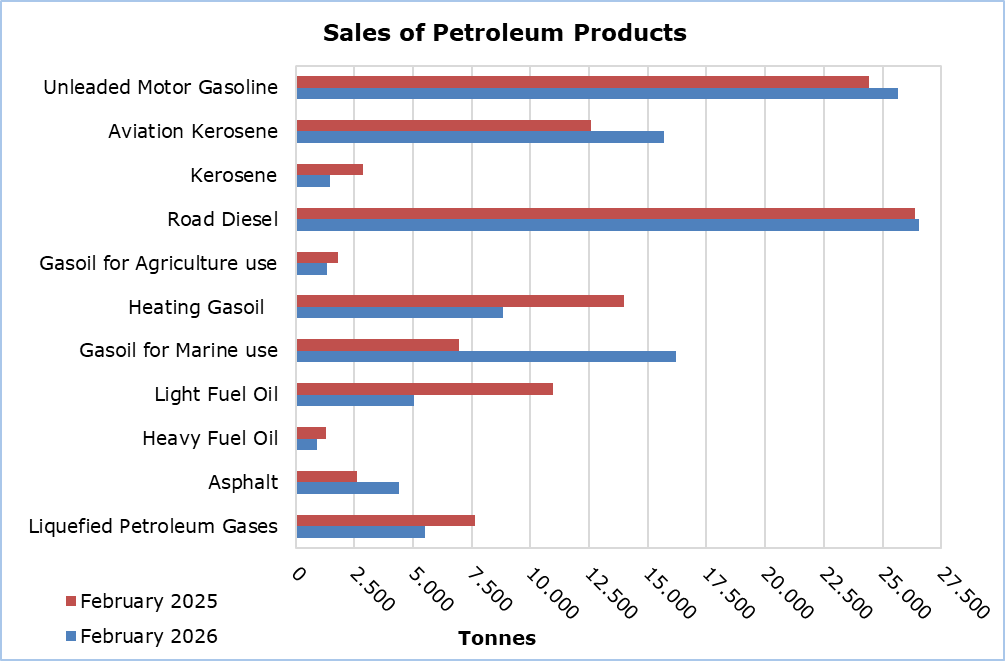 Sales of Petroleum Products
Unleaded Motor Gasoline
Aviation Kerosene
Kerosene
Road Diesel
Gasoil for Agriculture use
Heating Gasoil
Gasoil for Marine use
Light Fuel Oil
Heavy Fuel Oil
Asphalt
Liquefied Petroleum Gases
0
2.500
5.000
7.500
10.000
12.500
15.000
17.500
20.000
22.500
25.000
27.500
Tonnes
February 2025
February 2026